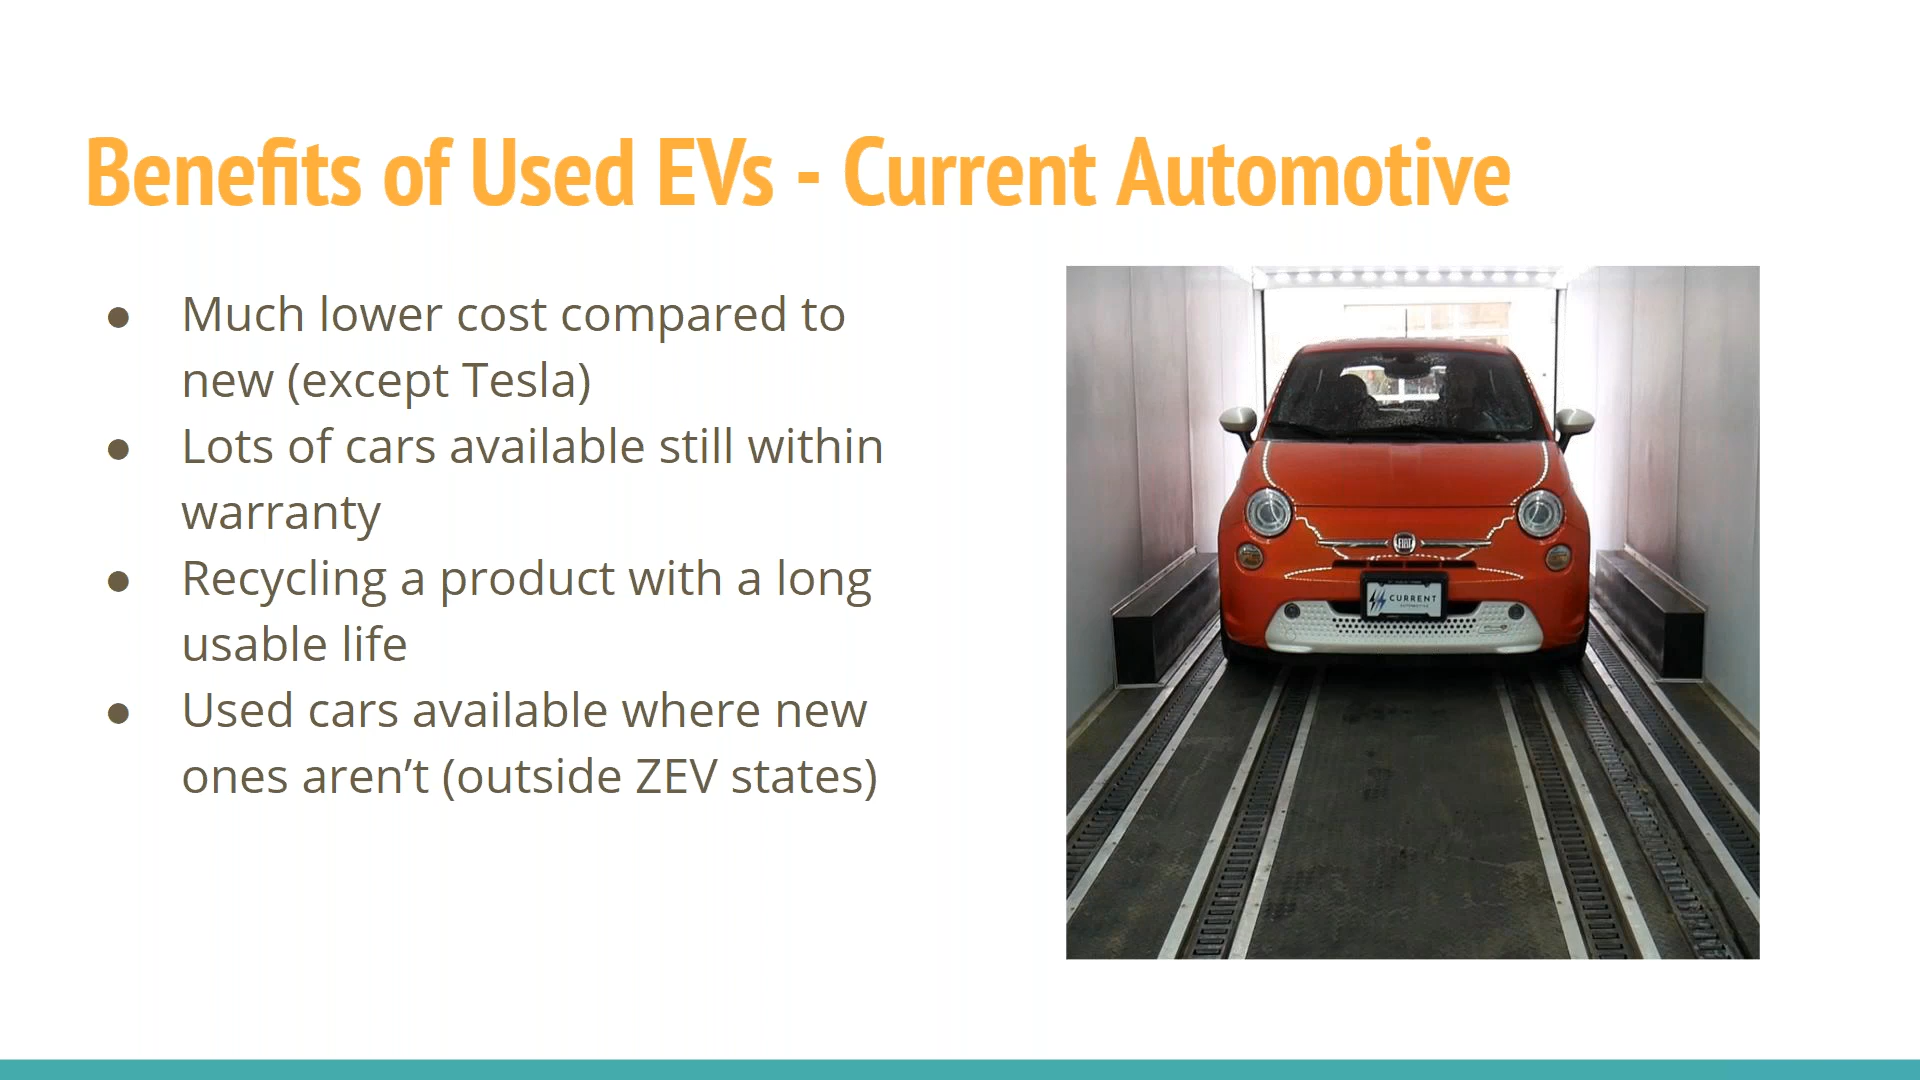 Benefits of Used EVs - Current Automotive
● Much lower cost compared to
new (except Tesla)
● Lots of cars available still within
warranty
● Recycling a product with a long
usable life
● Used cars available where new
ones aren’t (outside ZEV states)
FIAT
CURRENT
AUTOMOTIVE